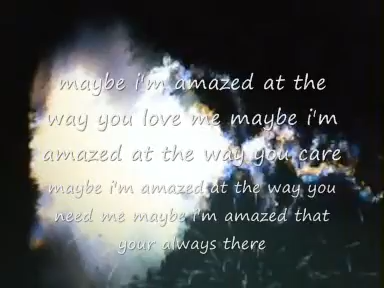 maybe i'm amazed at the
way you love me maybe i'm
amazed at the way you care
maybe i'm amazed at the way you
need me maybe i'm amazed that
your always there